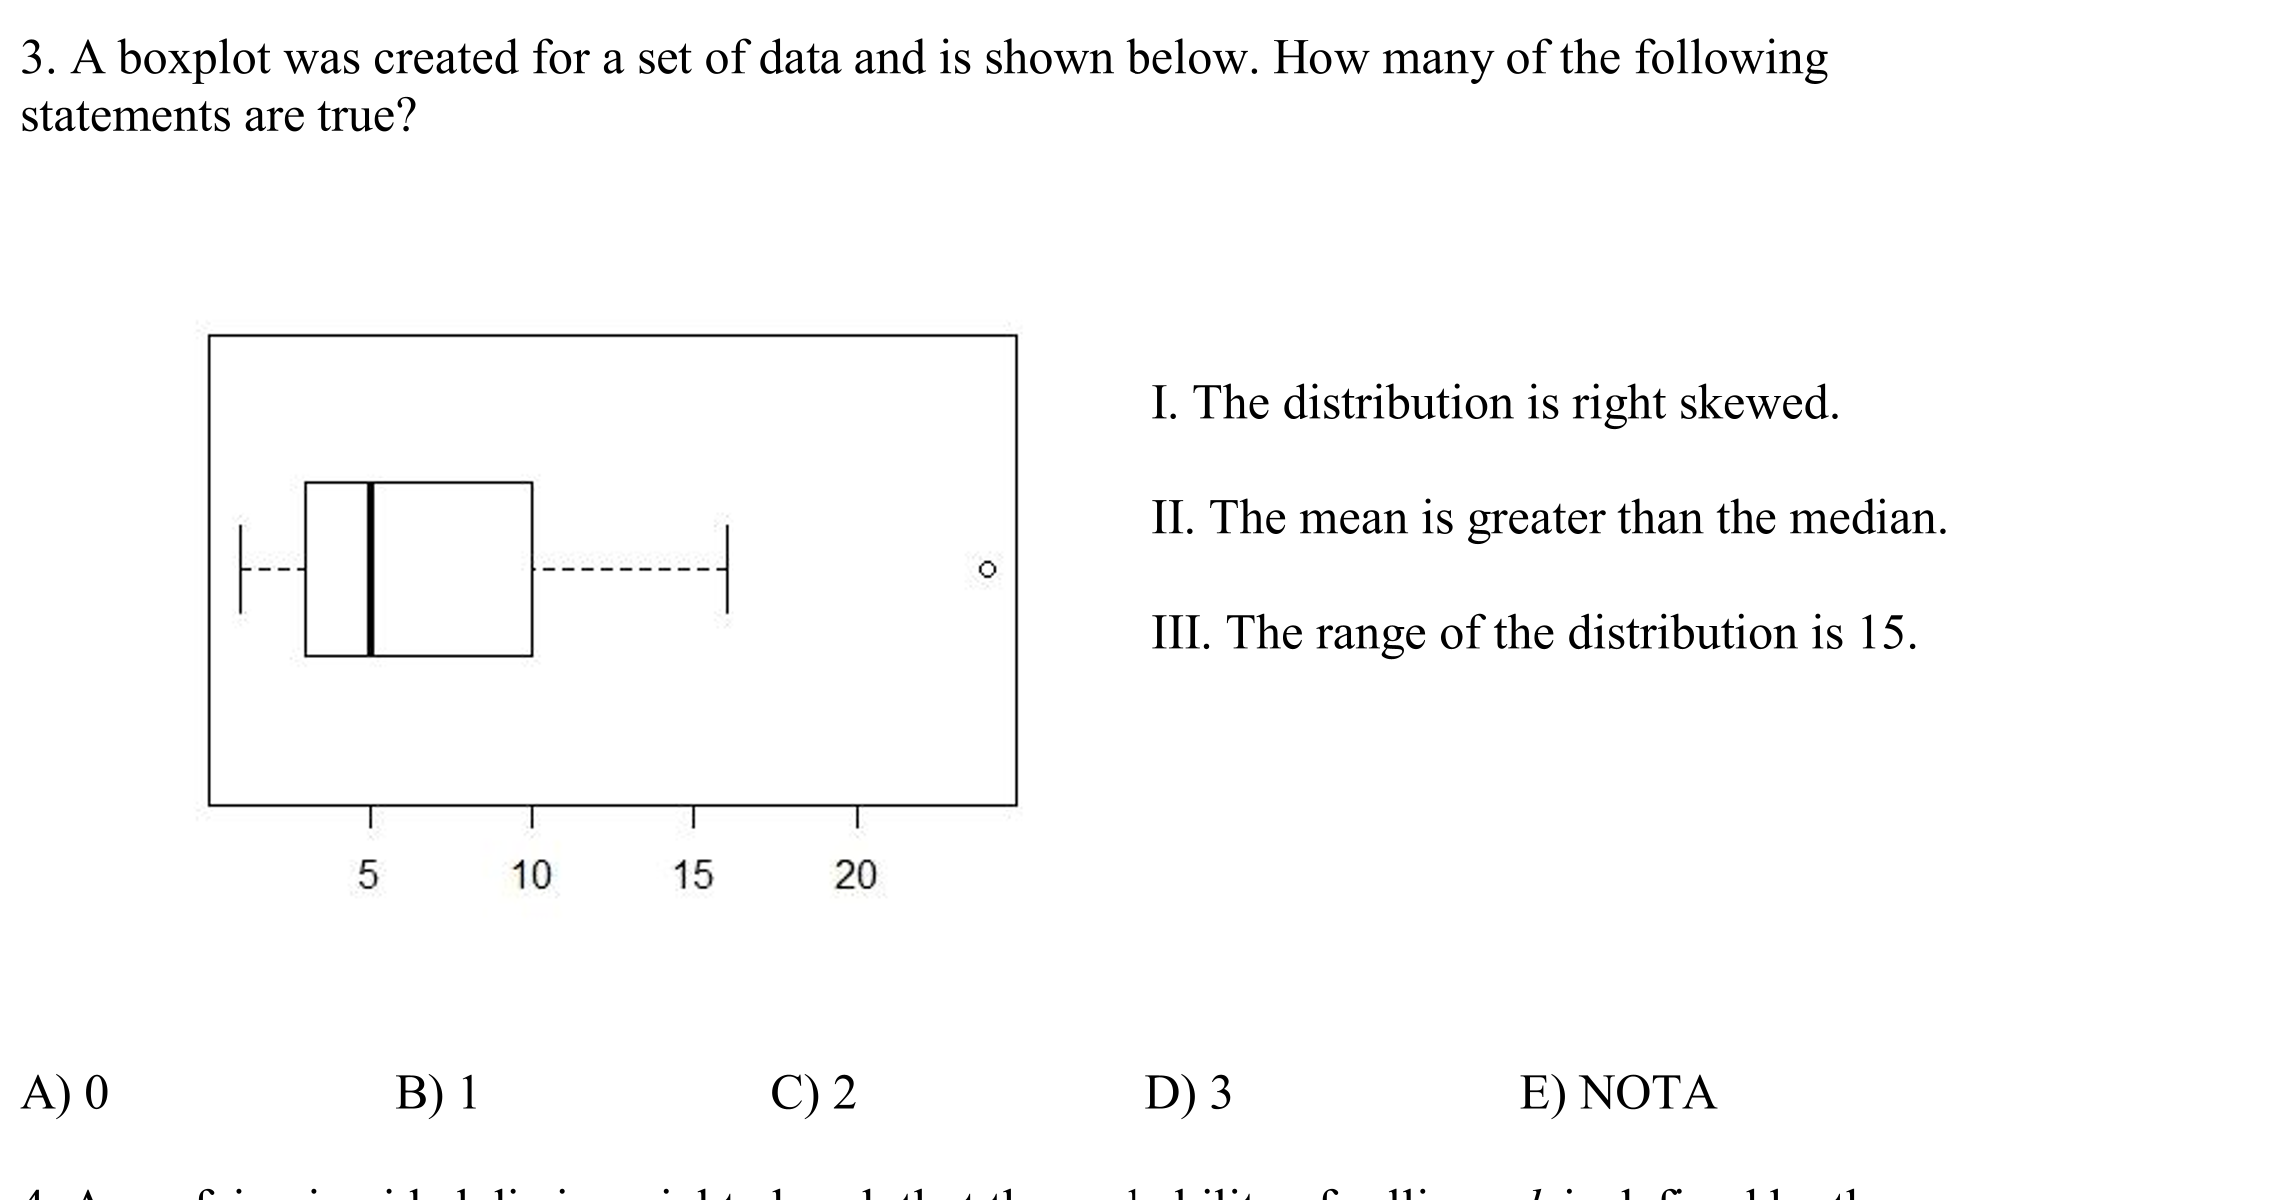 3. A boxplot was created for a set of data and is shown below. How many of the following
statements are true?
I. The distribution is right skewed.
II. The mean is greater than the median.
III. The range of the distribution is 15.
5 10 15 20
A) 0 B) 1 C) 2 D) 3 E) NOTA